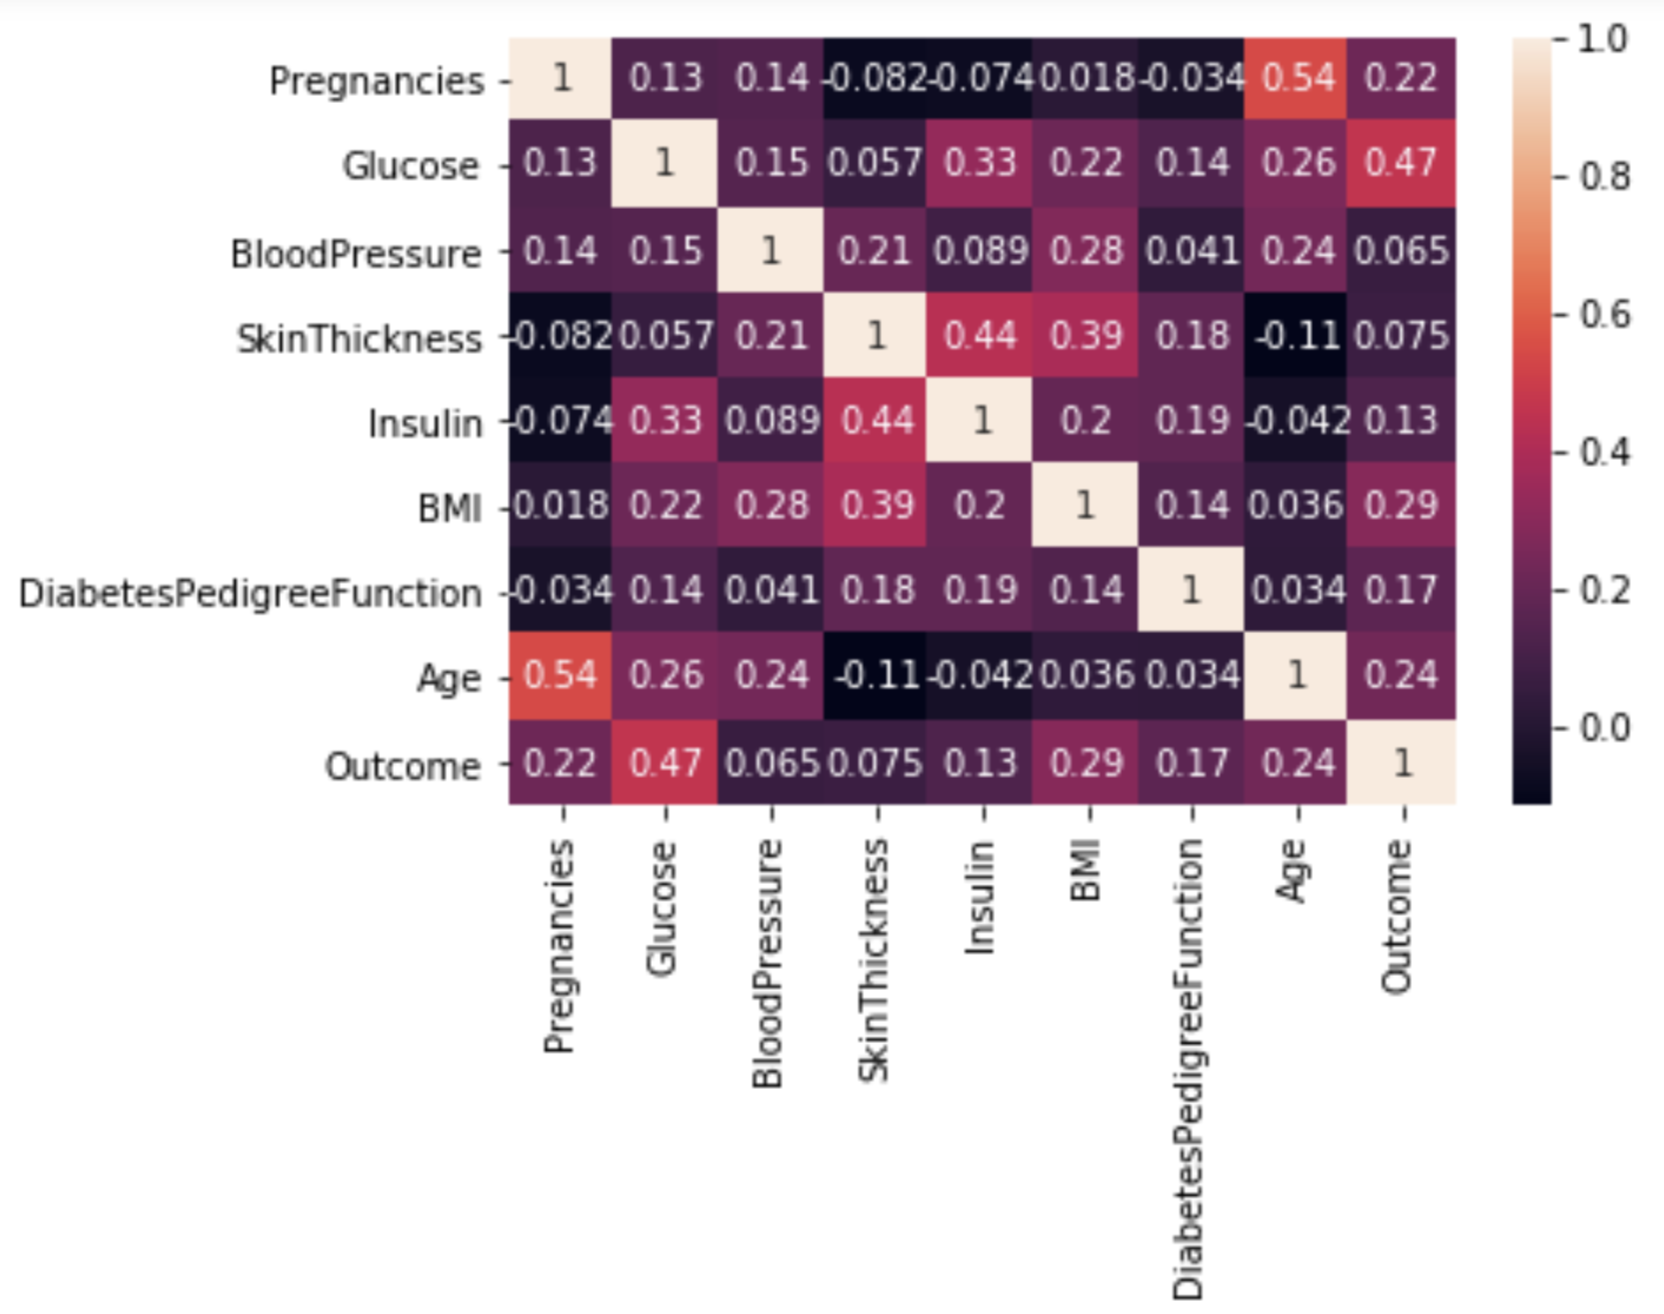 Pregnancies 1 0.13 0.14 -0.082 -0.074 0.018 -0.034 0.54 0.22
Glucose 0.13 1 0.15 0.057 0.33 0.22 0.14 0.26 0.47
BloodPressure 0.14 0.15 1 0.21 0.089 0.28 0.041 0.24 0.065
SkinThickness -0.082 0.057 0.21 1 0.44 0.39 0.18 -0.11 0.075
Insulin -0.074 0.33 0.089 0.44 1 0.2 0.19 -0.042 0.13
BMI 0.018 0.22 0.28 0.39 0.2 1 0.14 0.036 0.29
DiabetesPedigreeFunction -0.034 0.14 0.041 0.18 0.19 0.14 1 0.034 0.17
Age 0.54 0.26 0.24 -0.11 -0.042 0.036 0.034 1 0.24
Outcome 0.22 0.47 0.065 0.075 0.13 0.29 0.17 0.24 1
Pregnancies
Glucose
BloodPressure
SkinThickness
Insulin
BMI
DiabetesPedigreeFunction
Age
Outcome
1.0
0.8
0.6
0.4
0.2
0.0